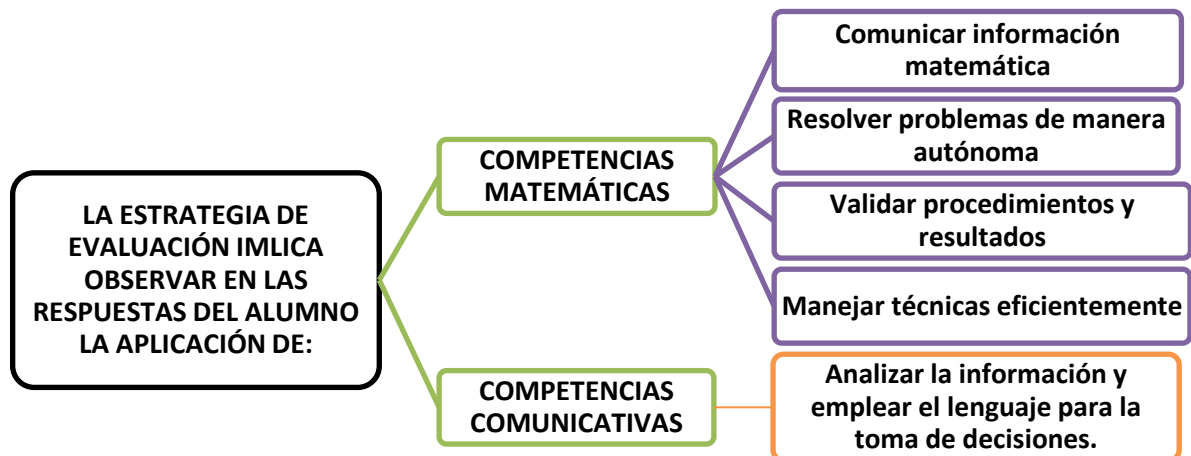 LA ESTRATEGIA DE
EVALUACIÓN IMLICA
OBSERVAR EN LAS
RESPUESTAS DEL ALUMNO
LA APLICACIÓN DE:
COMPETENCIAS
MATEMÁTICAS
Comunicar información
matemática
Resolver problemas de manera
autónoma
Validar procedimientos y
resultados
Manejar técnicas eficientemente
COMPETENCIAS
COMUNICATIVAS
Analizar la información y
emplear el lenguaje para la
toma de decisiones.